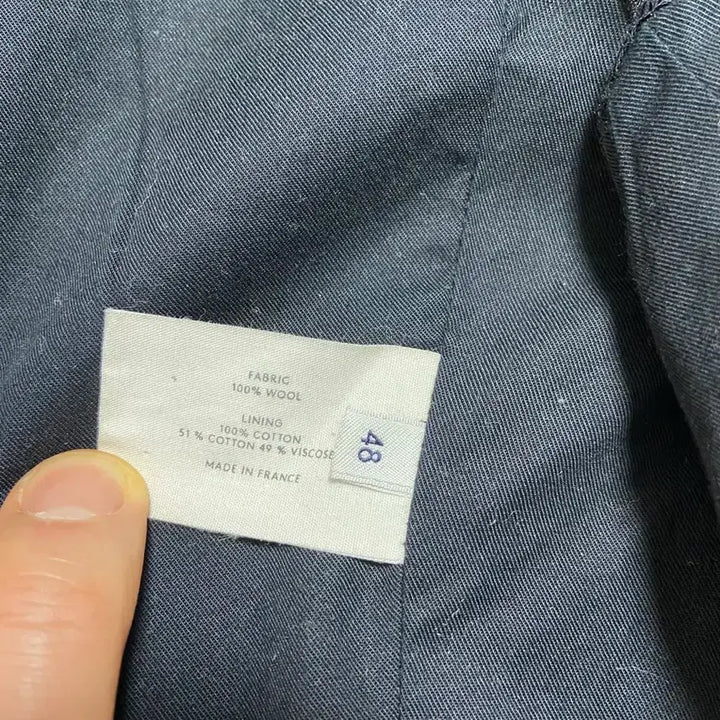 FABRIC
100% WOOL
LINING
100% COTTON
51 % COTTON 49 % VISCOSE
MADE IN FRANCE
48